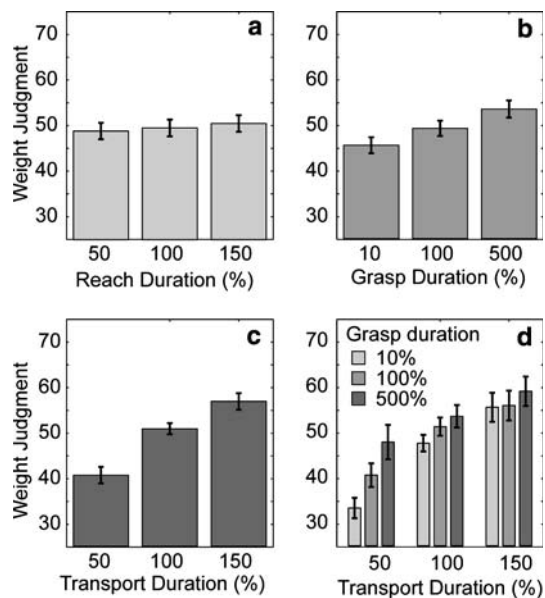 a
70
60
50
40
30
Weight Judgment
50 100 150
Reach Duration (%)
b
70
60
50
40
30
10 100 500
Grasp Duration (%)
c
70
60
50
40
30
Weight Judgment
50 100 150
Transport Duration (%)
d
Grasp duration
10%
100%
500%
70
60
50
40
30
50 100 150
Transport Duration (%)